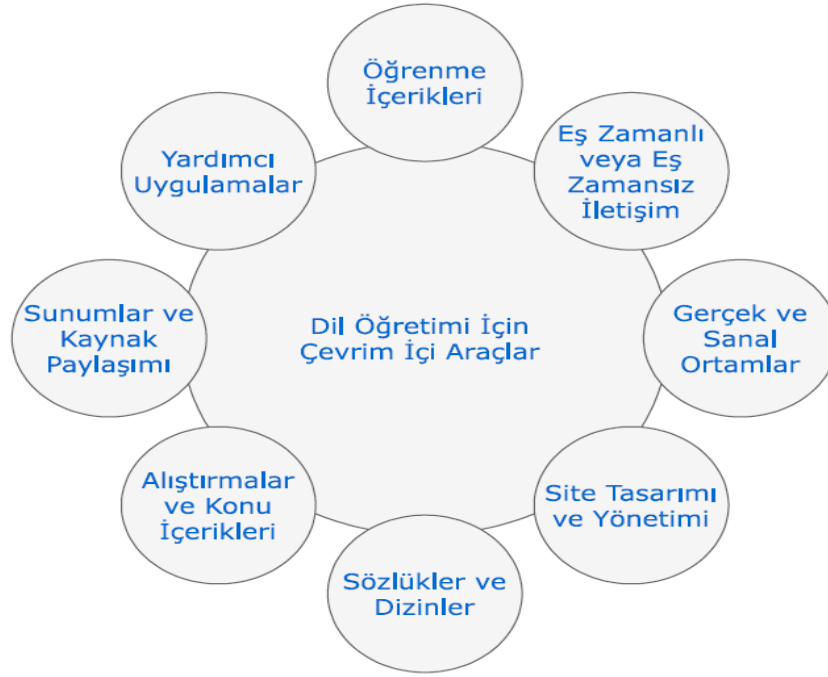 Öğrenme
İçerikleri
Eş Zamanlı
veya Eş
Zamansız
İletişim
Yardımcı
Uygulamalar
Sunumlar ve
Kaynak
Paylaşımı
Dil Öğretimi İçin
Çevrim İçi Araçlar
Gerçek ve
Sanal
Ortamlar
Alıştırmalar
ve Konu
İçerikleri
Site Tasarımı
ve Yönetimi
Sözlükler ve
Dizinler